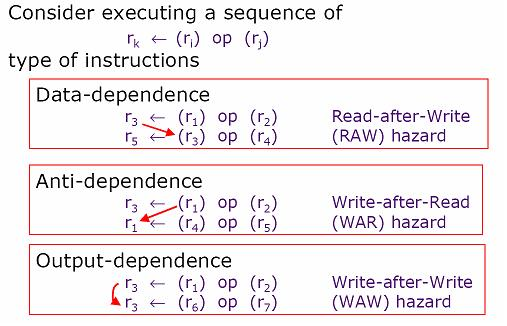 Consider executing a sequence of
rk ← (ri) op (rj)
type of instructions
Data-dependence
r3 ← (r1) op (r2) Read-after-Write
r5 ← (r3) op (r4) (RAW) hazard
Anti-dependence
r3 ← (r1) op (r2) Write-after-Read
r1 ← (r4) op (r5) (WAR) hazard
Output-dependence
r3 ← (r1) op (r2) Write-after-Write
r3 ← (r6) op (r7) (WAW) hazard